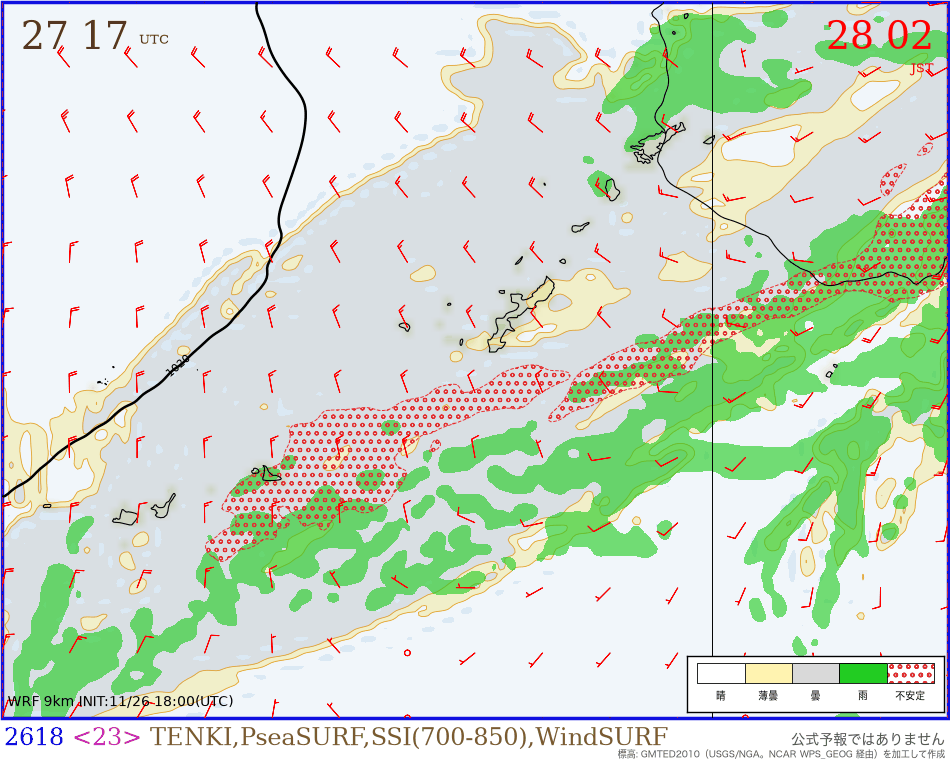 27 17 UTC
28 02
JST
1020
WRF 9km INIT:11/26-18:00(UTC)
晴 薄曇 曇 雨 不安定
2618 <23> TENKI,PseaSURF,SSI(700-850),WindSURF
公式予報ではありません
標高: GMTED2010（USGS/NGA。NCAR WPS_GEOG 経由）を加工して作成